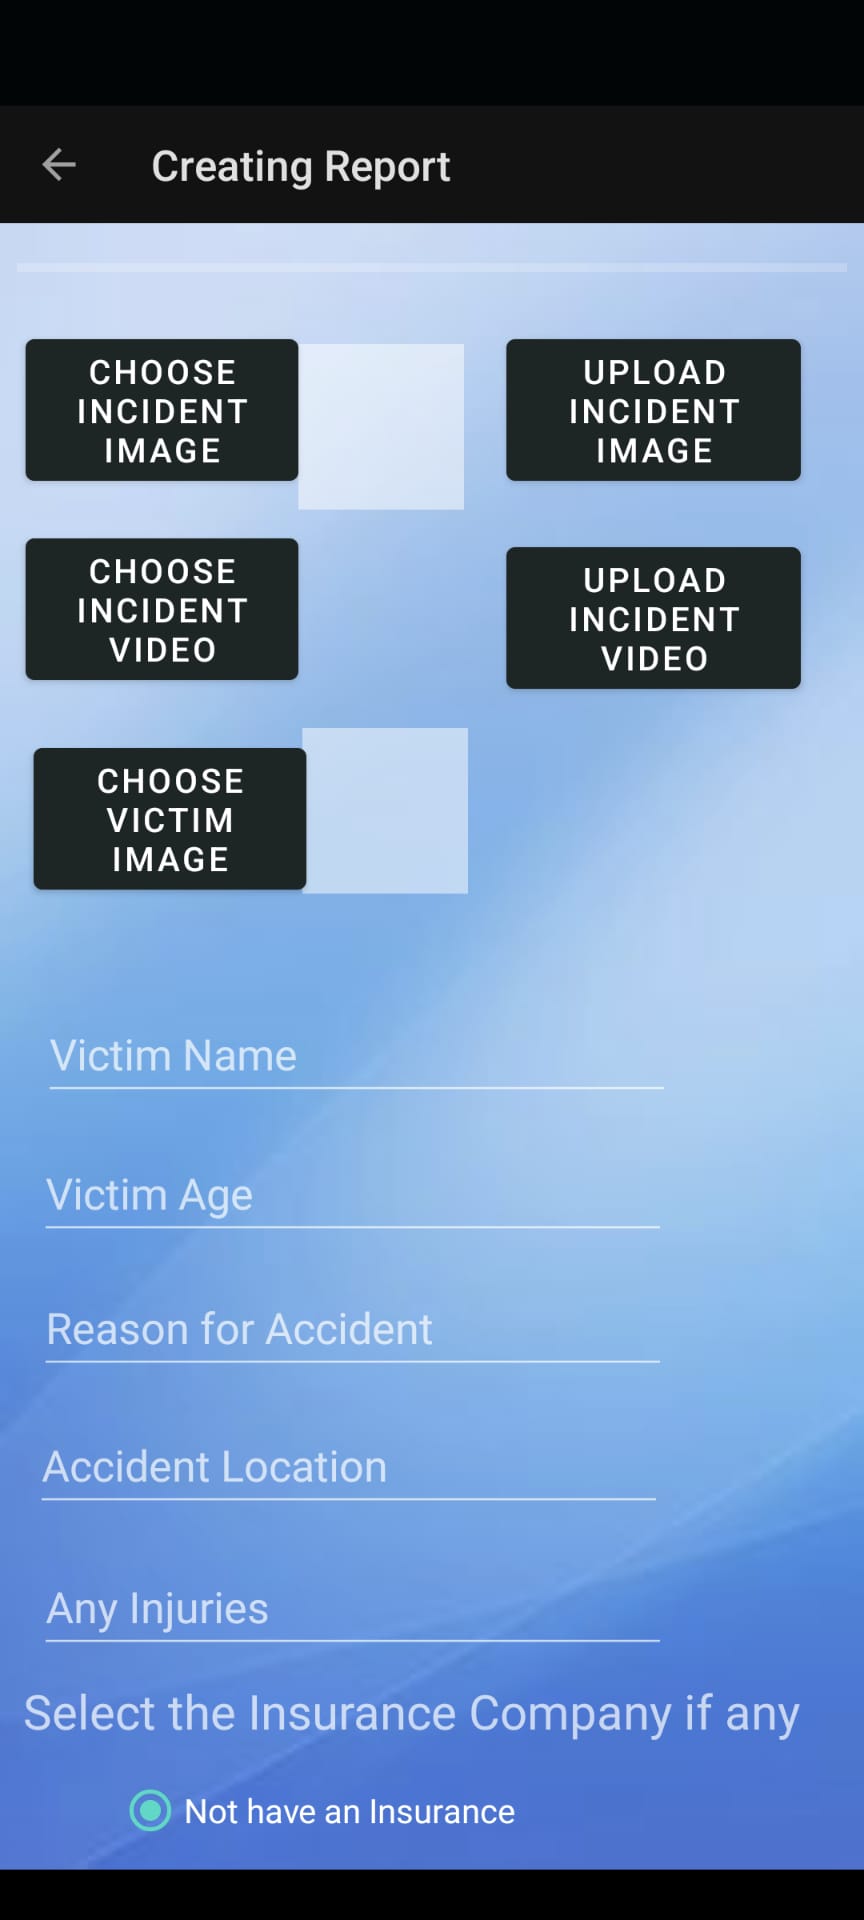 Creating Report
CHOOSE
INCIDENT
IMAGE
UPLOAD
INCIDENT
IMAGE
CHOOSE
INCIDENT
VIDEO
UPLOAD
INCIDENT
VIDEO
CHOOSE
VICTIM
IMAGE
Victim Name
Victim Age
Reason for Accident
Accident Location
Any Injuries
Select the Insurance Company if any
Not have an Insurance